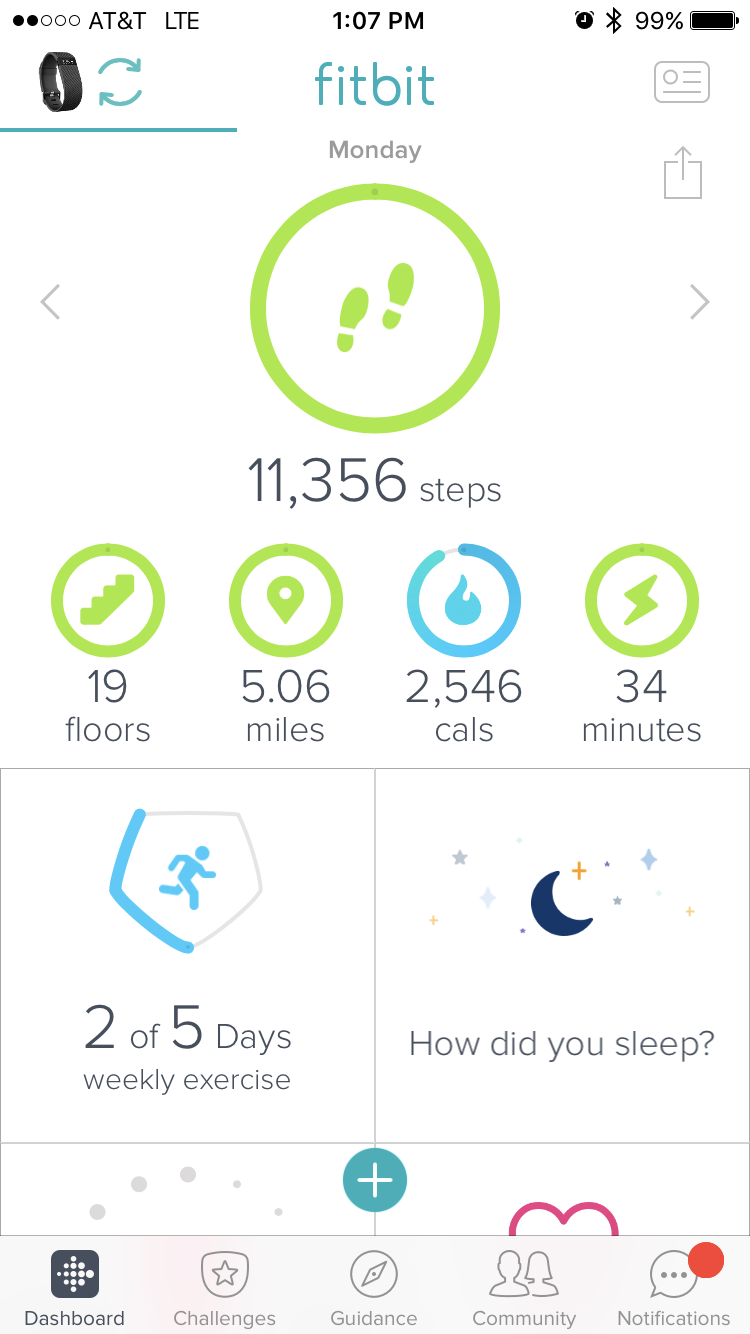 AT&T LTE 1:07 PM 99%
fitbit
Monday
11,356 steps
19 5.06 2,546 34
floors miles cals minutes
2 of 5 Days
weekly exercise
How did you sleep?
Dashboard Challenges Guidance Community Notifications